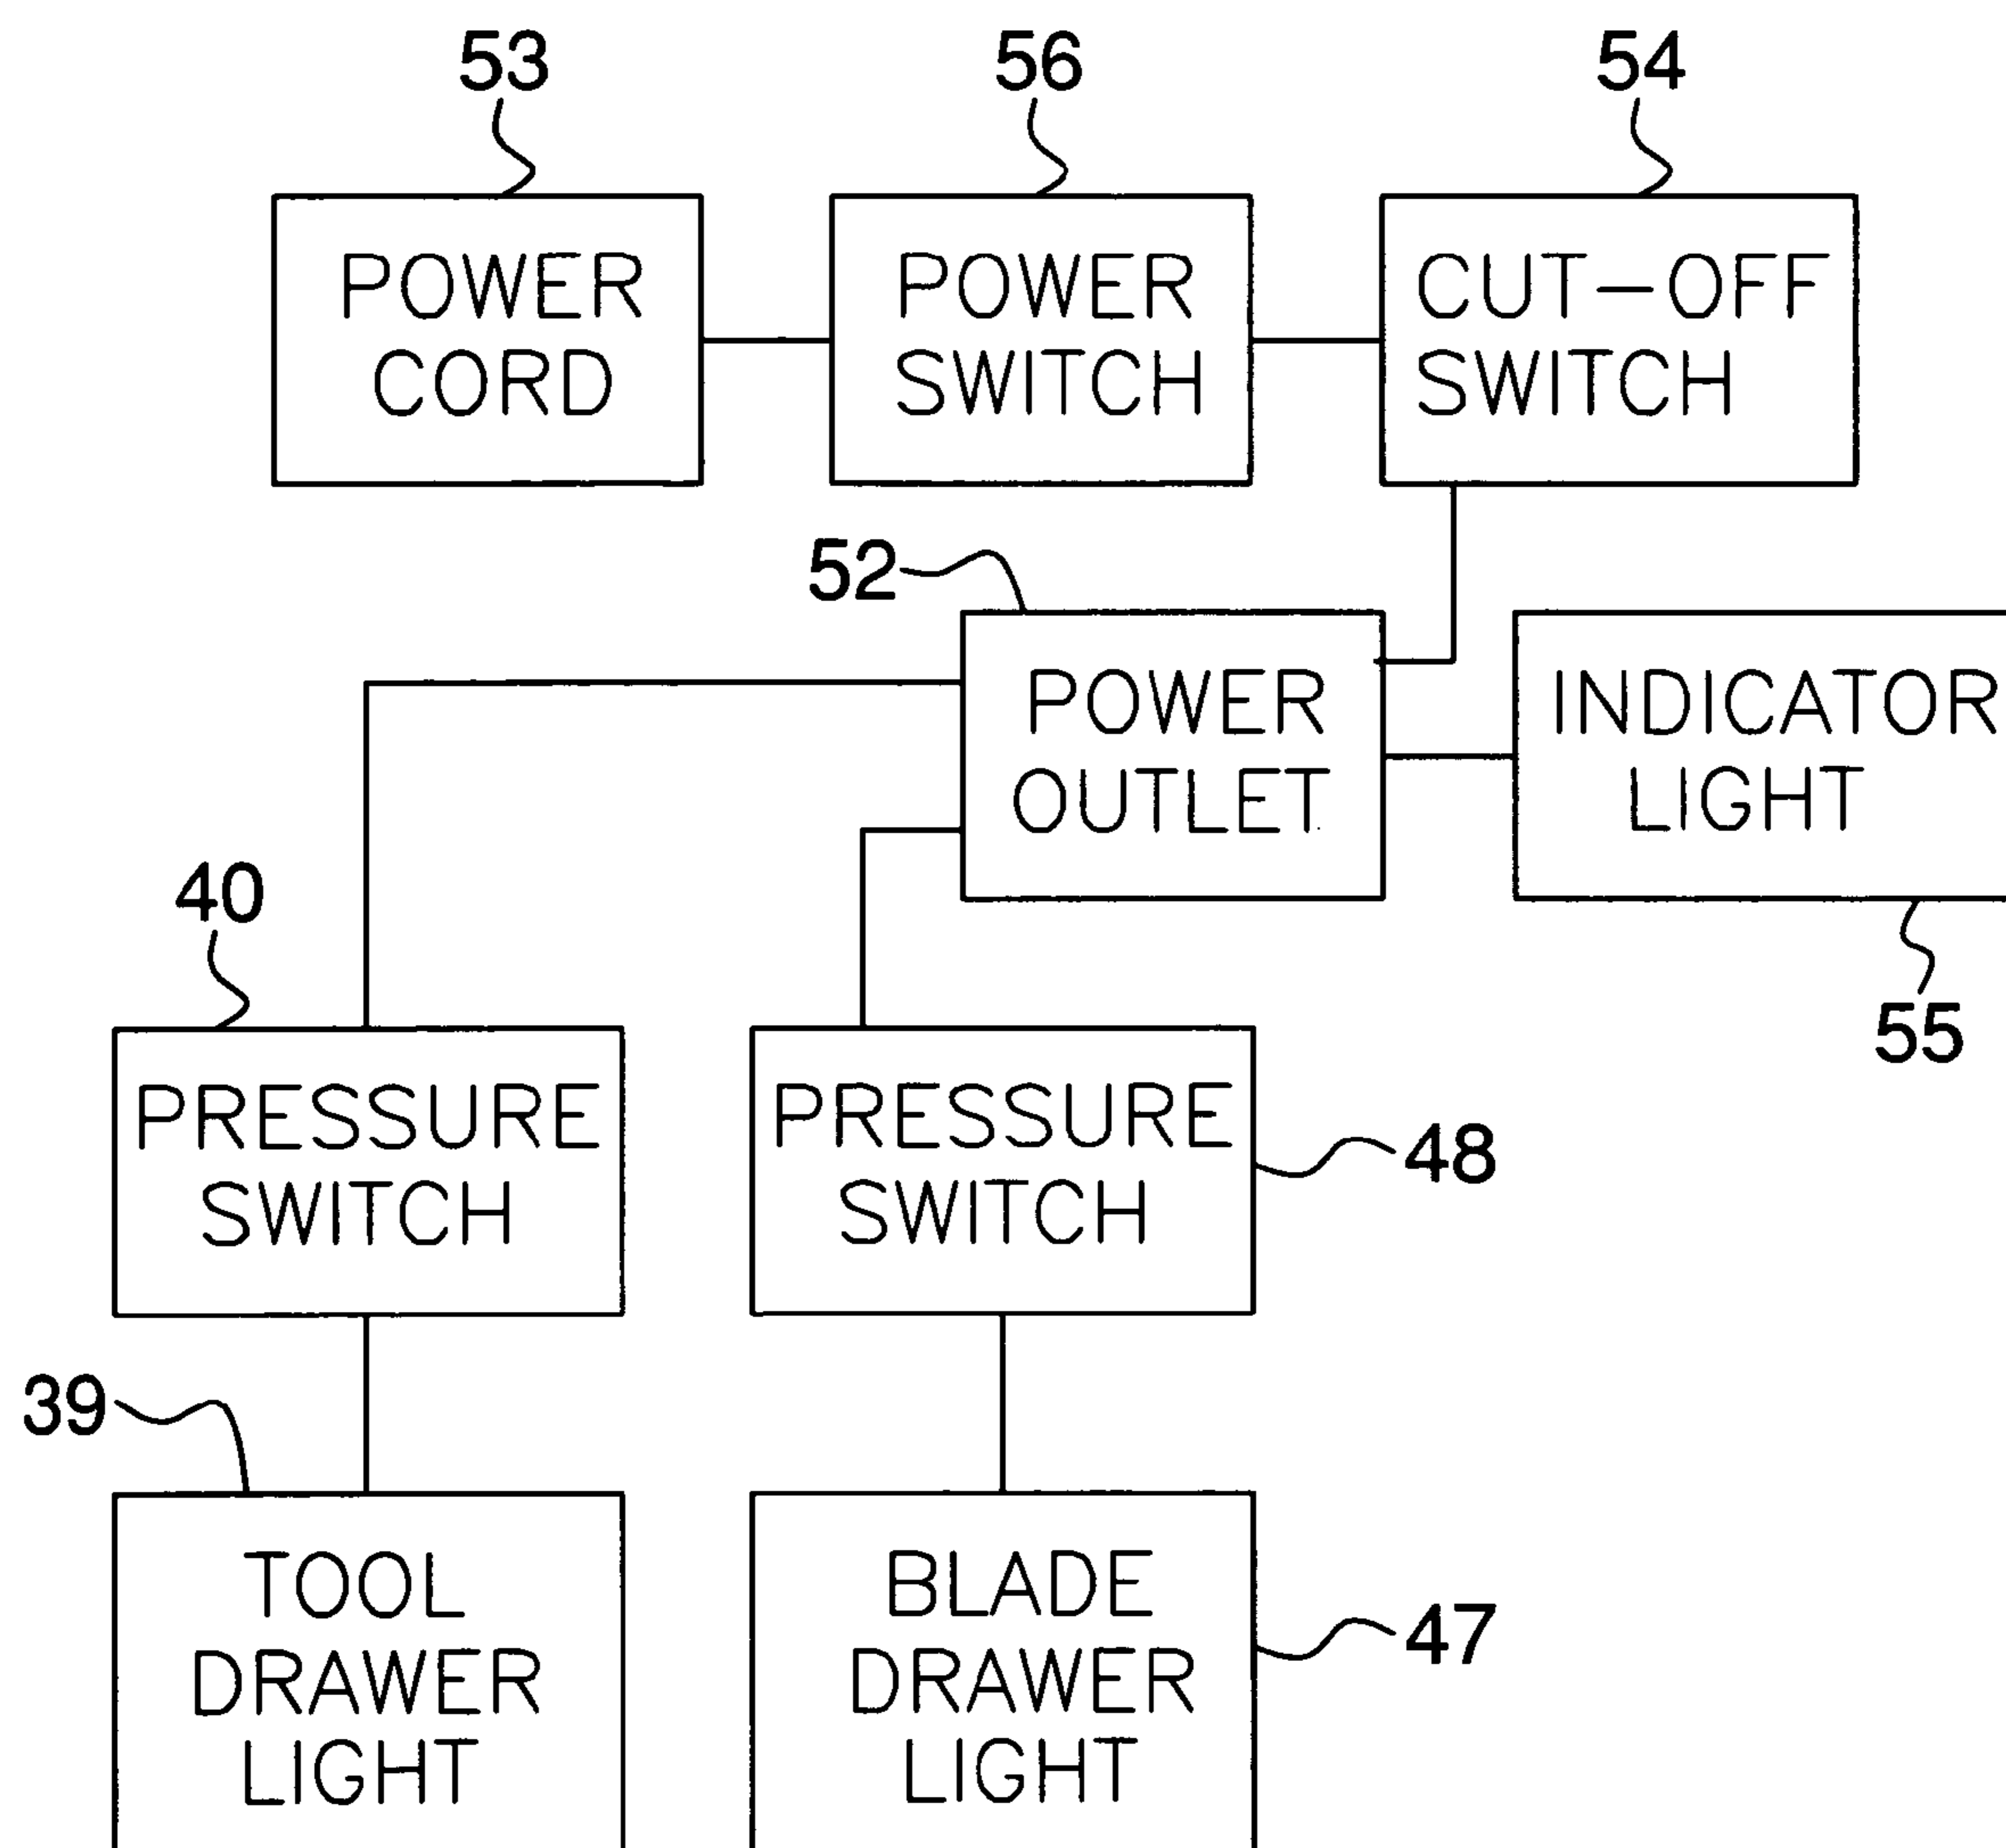 53
56
54
POWER
CORD
POWER
SWITCH
CUT-OFF
SWITCH
52
POWER
OUTLET
INDICATOR
LIGHT
55
40
PRESSURE
SWITCH
PRESSURE
SWITCH
48
39
TOOL
DRAWER
LIGHT
BLADE
DRAWER
LIGHT
47